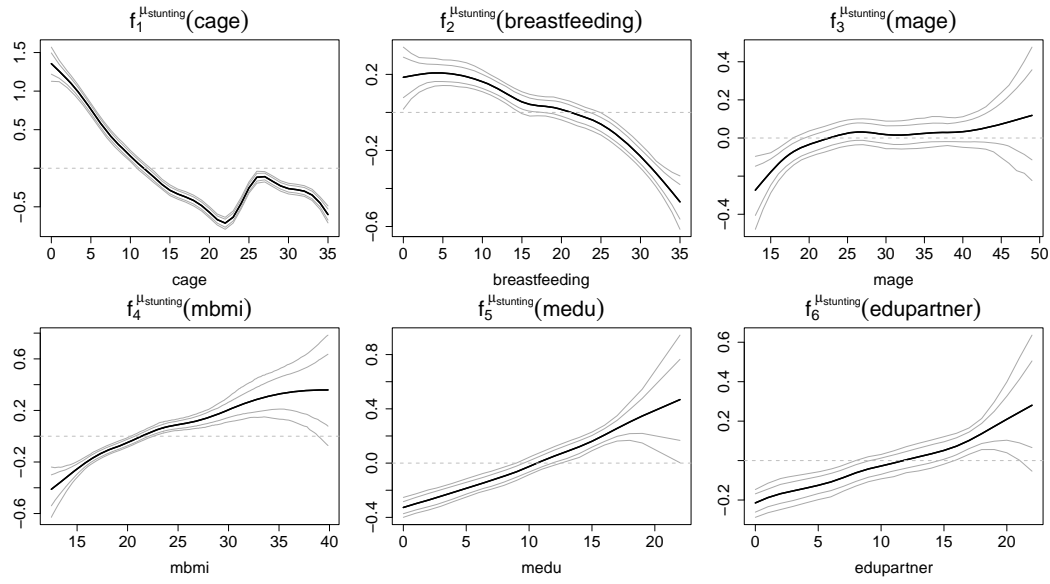 f₁^μstunting(cage)
1.5
1.0
0.5
−0.5
0 5 10 15 20 25 30 35
cage
f₂^μstunting(breastfeeding)
0.2
−0.2
−0.6
0 5 10 15 20 25 30 35
breastfeeding
f₃^μstunting(mage)
0.4
0.0
−0.4
15 20 25 30 35 40 45 50
mage
f₄^μstunting(mbmi)
0.6
0.2
−0.2
−0.6
15 20 25 30 35 40
mbmi
f₅^μstunting(medu)
0.8
0.4
0.0
−0.4
0 5 10 15 20
medu
f₆^μstunting(edupartner)
0.6
0.2
−0.2
0 5 10 15 20
edupartner